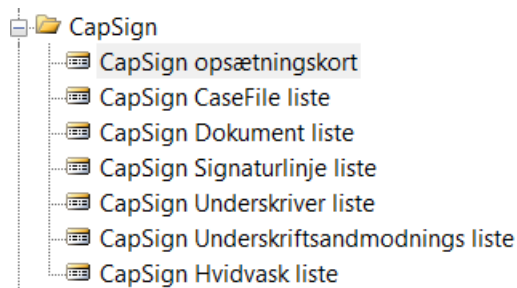 CapSign
CapSign opsætningskort
CapSign CaseFile liste
CapSign Dokument liste
CapSign Signaturlinje liste
CapSign Underskriver liste
CapSign Underskriftsandmodnings liste
CapSign Hvidvask liste